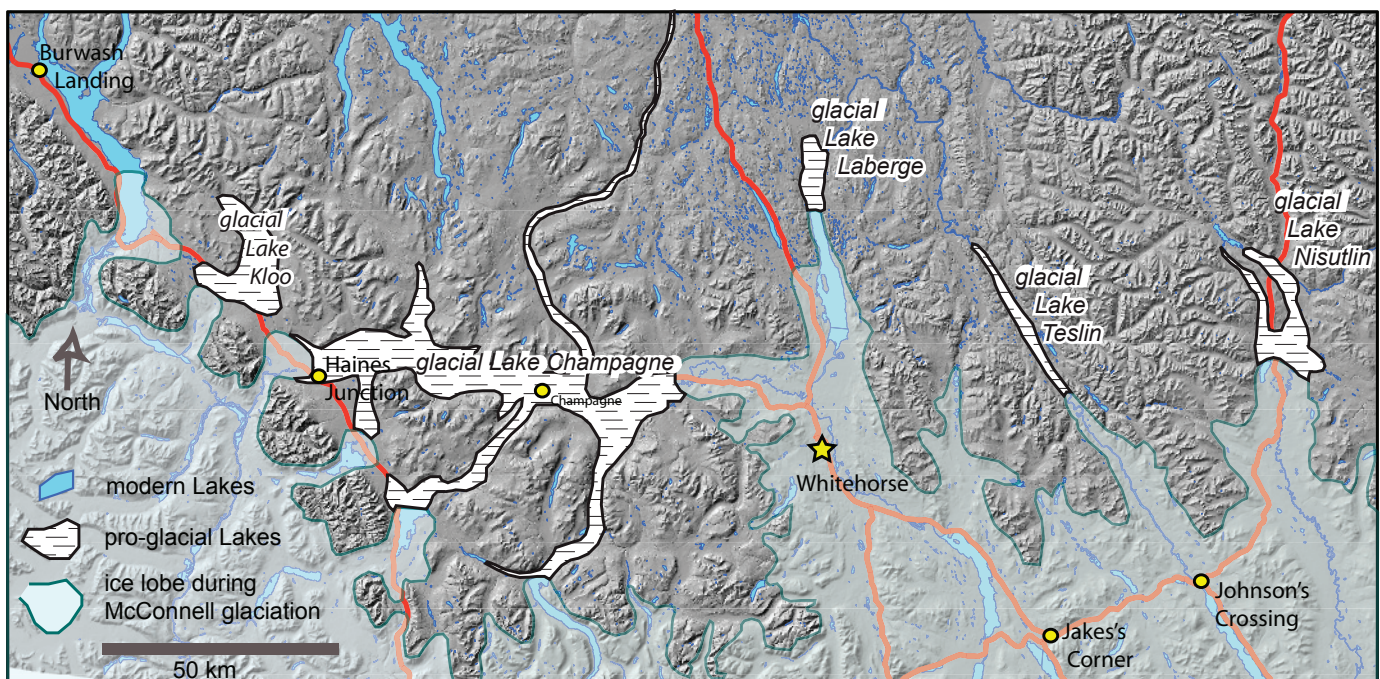 Burwash
Landing
glacial
Lake
Kloo
glacial
Lake
Laberge
glacial
Lake
Teslin
glacial
Lake
Nisutlin
North
Haines
Junction
glacial Lake Champagne
Champagne
Whitehorse
modern Lakes
pro-glacial Lakes
ice lobe during
McConnell glaciation
50 km
Johnson's
Crossing
Jakes's
Corner